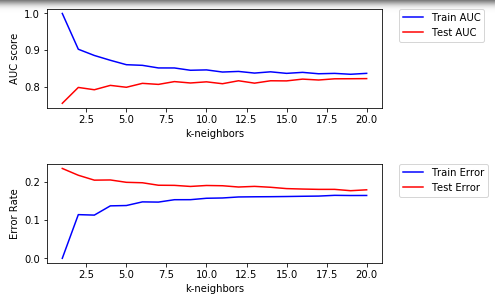 1.0
0.9
0.8
AUC score
2.5 5.0 7.5 10.0 12.5 15.0 17.5 20.0
k-neighbors
Train AUC
Test AUC
0.2
0.1
0.0
Error Rate
2.5 5.0 7.5 10.0 12.5 15.0 17.5 20.0
k-neighbors
Train Error
Test Error